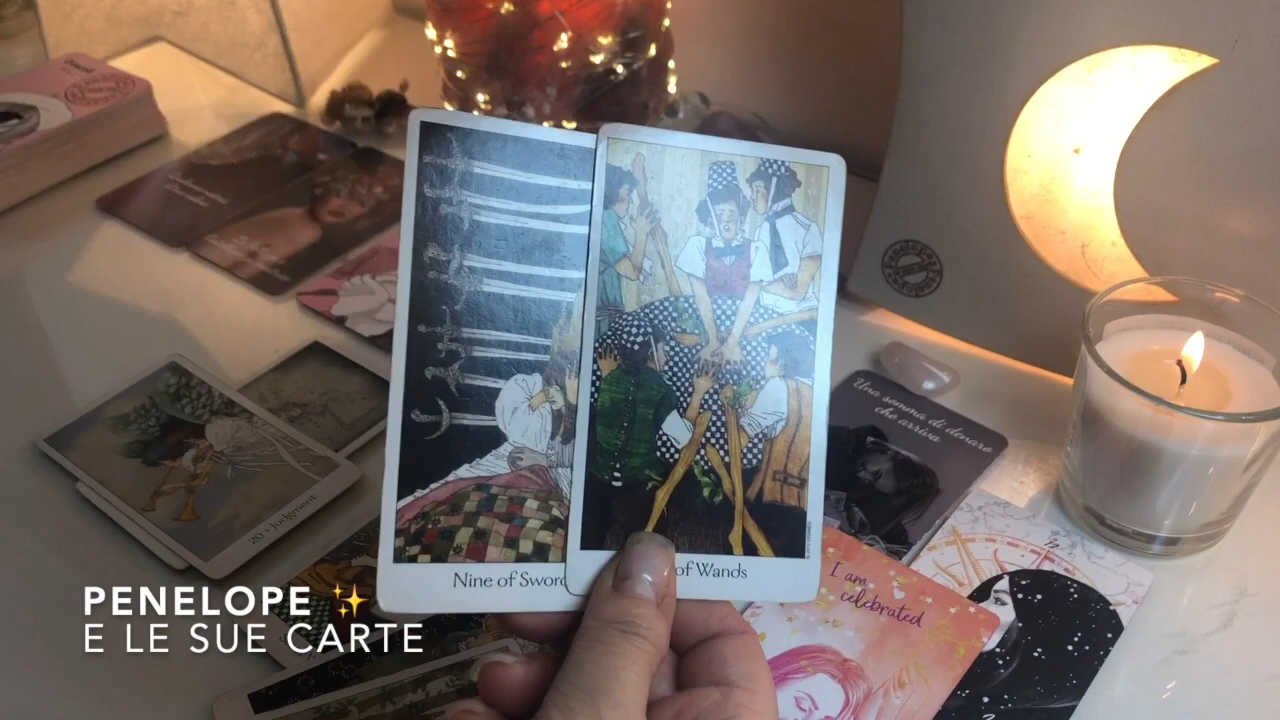 Una somma di denaro
che arriva
20 * Judgment
Nine of Sword
of Wands
I am
celebrated
PENELOPE ✨
E LE SUE CARTE